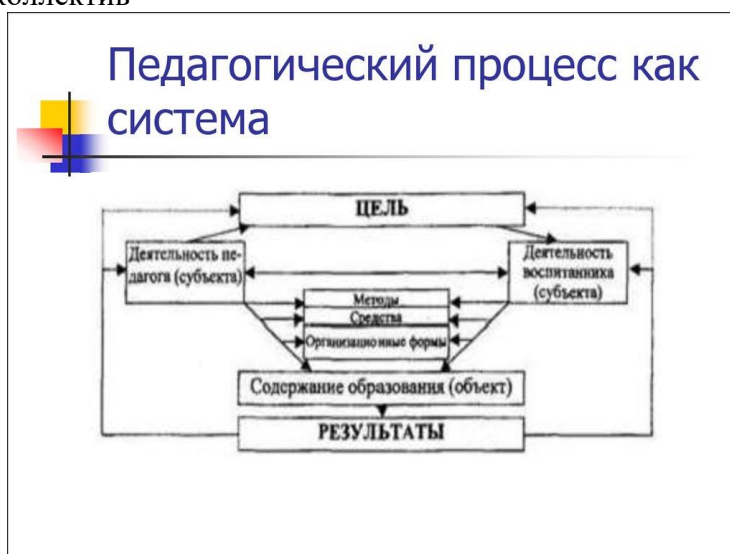 коллектив
Педагогический процесс как
система
ЦЕЛЬ
Деятельность пе-
дагога (субъекта)
Деятельность
воспитанника
(субъекта)
Методы
Средства
Организационные формы
Содержание образования (объект)
РЕЗУЛЬТАТЫ